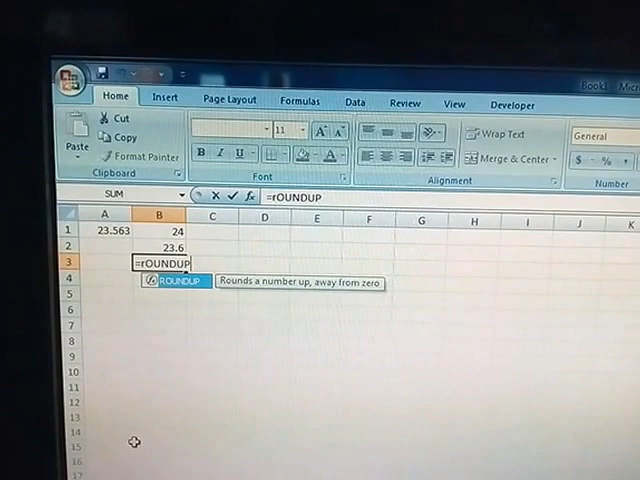 Book1 Micr
Home Insert Page Layout Formulas Data Review View Developer
Cut
Copy
Format Painter
Paste
Clipboard
11 A A
B I U A
Font
Wrap Text
Merge & Center
Alignment
General
$ % ,
Number
SUM =rOUNDUP
A B C D E F G H I J K
1 23.563 24
2 23.6
3 =rOUNDUP
4 ROUNDUP Rounds a number up, away from zero
5
6
7
8
9
10
11
12
13
14
15
16
17